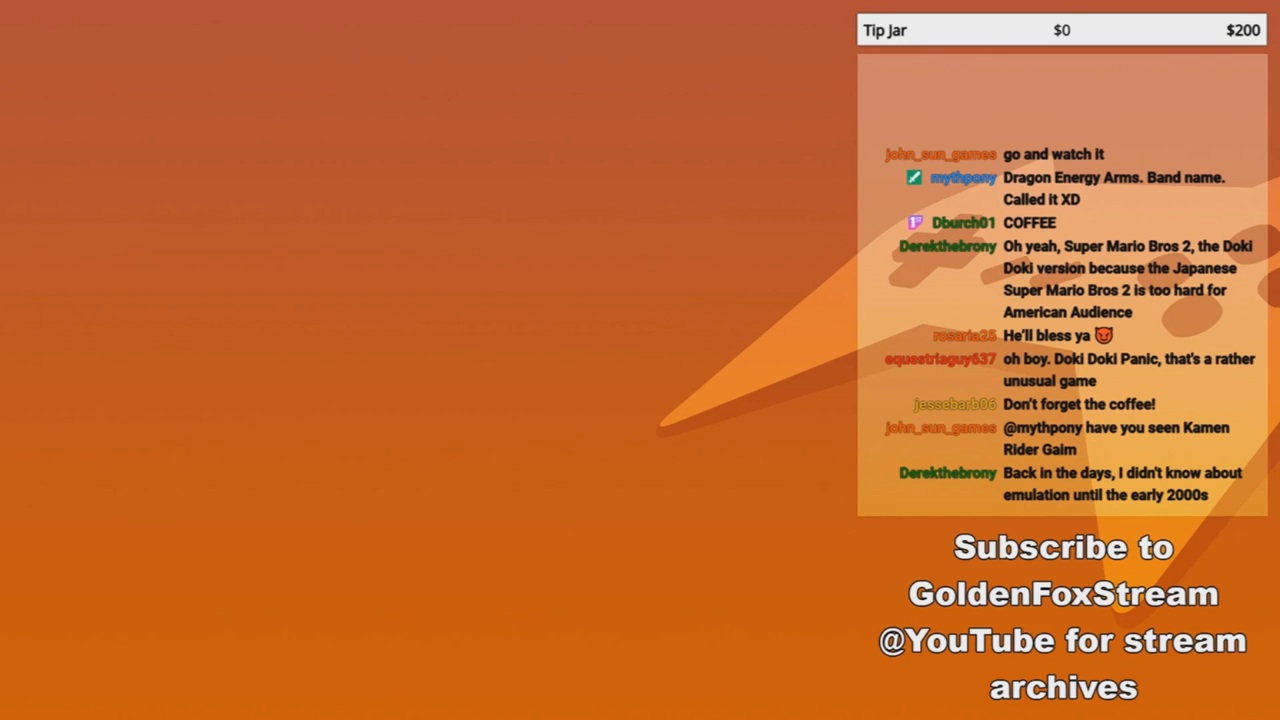 Tip Jar $0 $200
john_sun_games go and watch it
mythpony Dragon Energy Arms. Band name.
Called it XD
Dburch01 COFFEE
Derekthebrony Oh yeah, Super Mario Bros 2, the Doki
Doki version because the Japanese
Super Mario Bros 2 is too hard for
American Audience
rosaria25 He'll bless ya 😈
equestriaguy637 oh boy. Doki Doki Panic, that's a rather
unusual game
jessebarb06 Don't forget the coffee!
john_sun_games @mythpony have you seen Kamen
Rider Gaim
Derekthebrony Back in the days, I didn't know about
emulation until the early 2000s
Subscribe to
GoldenFoxStream
@YouTube for stream
archives